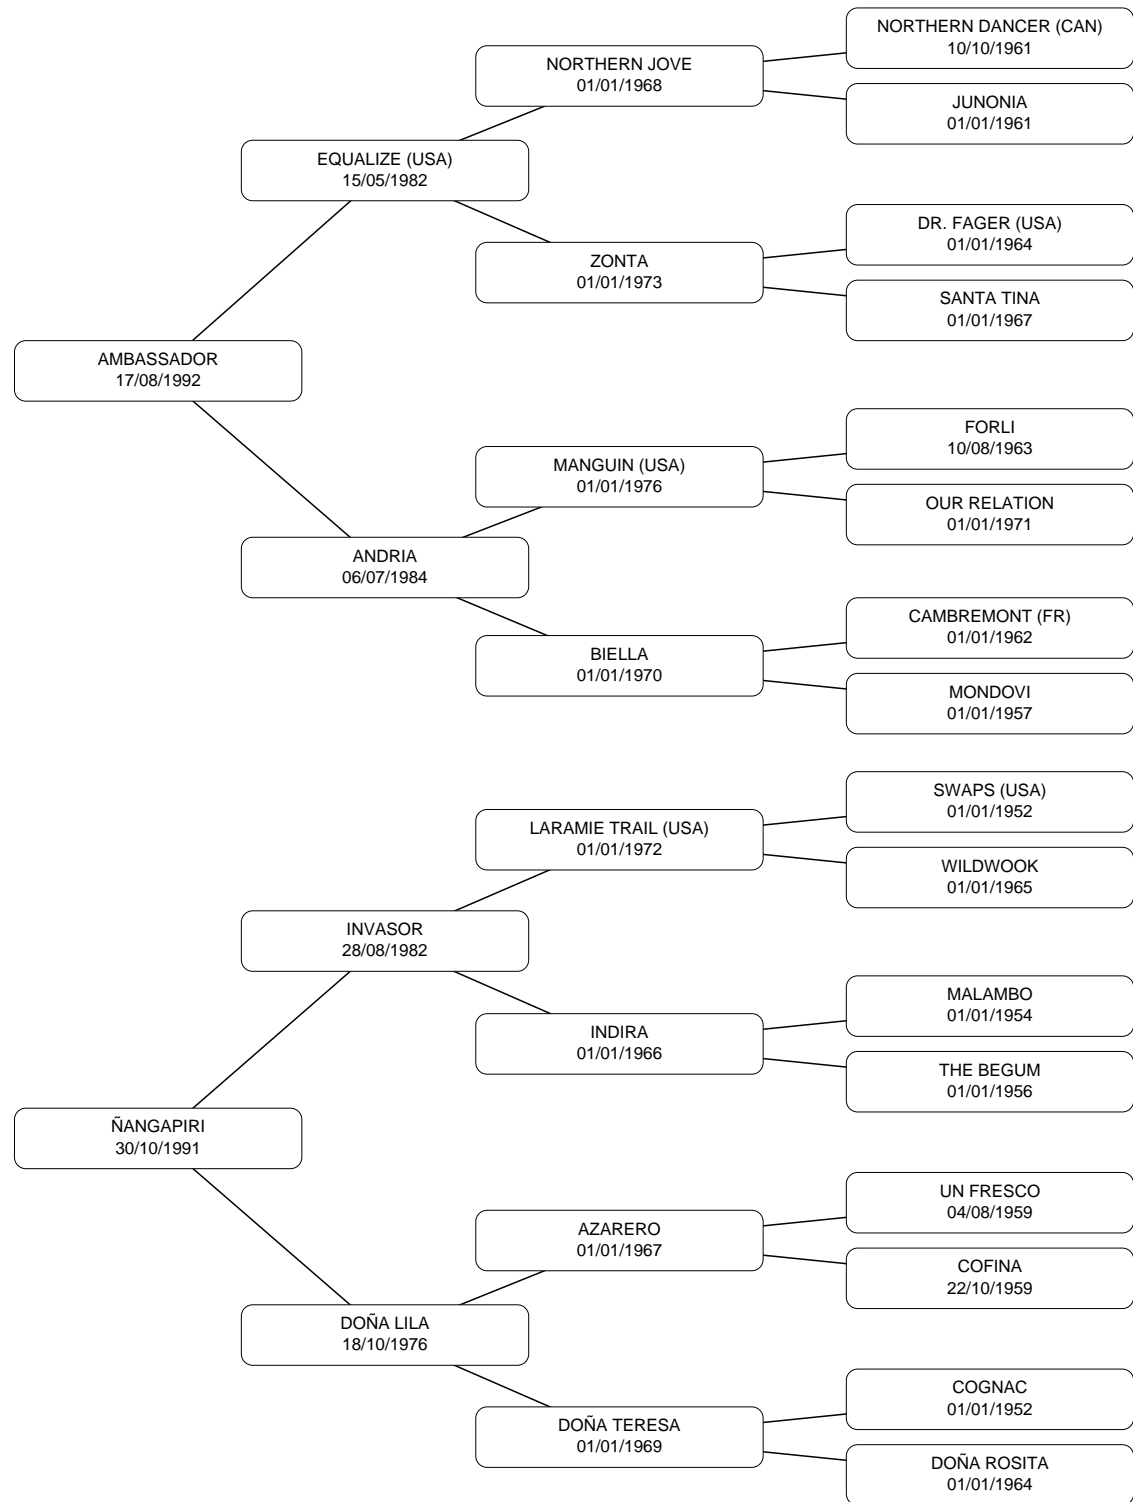 NORTHERN DANCER (CAN)
10/10/1961
NORTHERN JOVE
01/01/1968
JUNONIA
01/01/1961
EQUALIZE (USA)
15/05/1982
DR. FAGER (USA)
01/01/1964
ZONTA
01/01/1973
SANTA TINA
01/01/1967
AMBASSADOR
17/08/1992
FORLI
10/08/1963
MANGUIN (USA)
01/01/1976
OUR RELATION
01/01/1971
ANDRIA
06/07/1984
CAMBREMONT (FR)
01/01/1962
BIELLA
01/01/1970
MONDOVI
01/01/1957
SWAPS (USA)
01/01/1952
LARAMIE TRAIL (USA)
01/01/1972
WILDWOOK
01/01/1965
INVASOR
28/08/1982
MALAMBO
01/01/1954
INDIRA
01/01/1966
THE BEGUM
01/01/1956
ÑANGAPIRI
30/10/1991
UN FRESCO
04/08/1959
AZARERO
01/01/1967
COFINA
22/10/1959
DOÑA LILA
18/10/1976
COGNAC
01/01/1952
DOÑA TERESA
01/01/1969
DOÑA ROSITA
01/01/1964